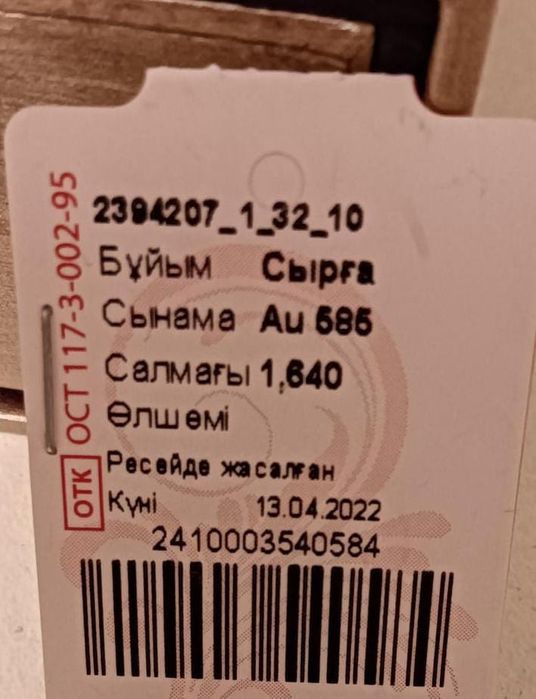 2394207_1_32_10
Бұйым Сырға
Сынама Au 585
Салмағы 1,640
Өлшемі
Ресейде жасалған
Күні 13.04.2022
2410003540584
ОСТ 117-3-002-95
ОТК